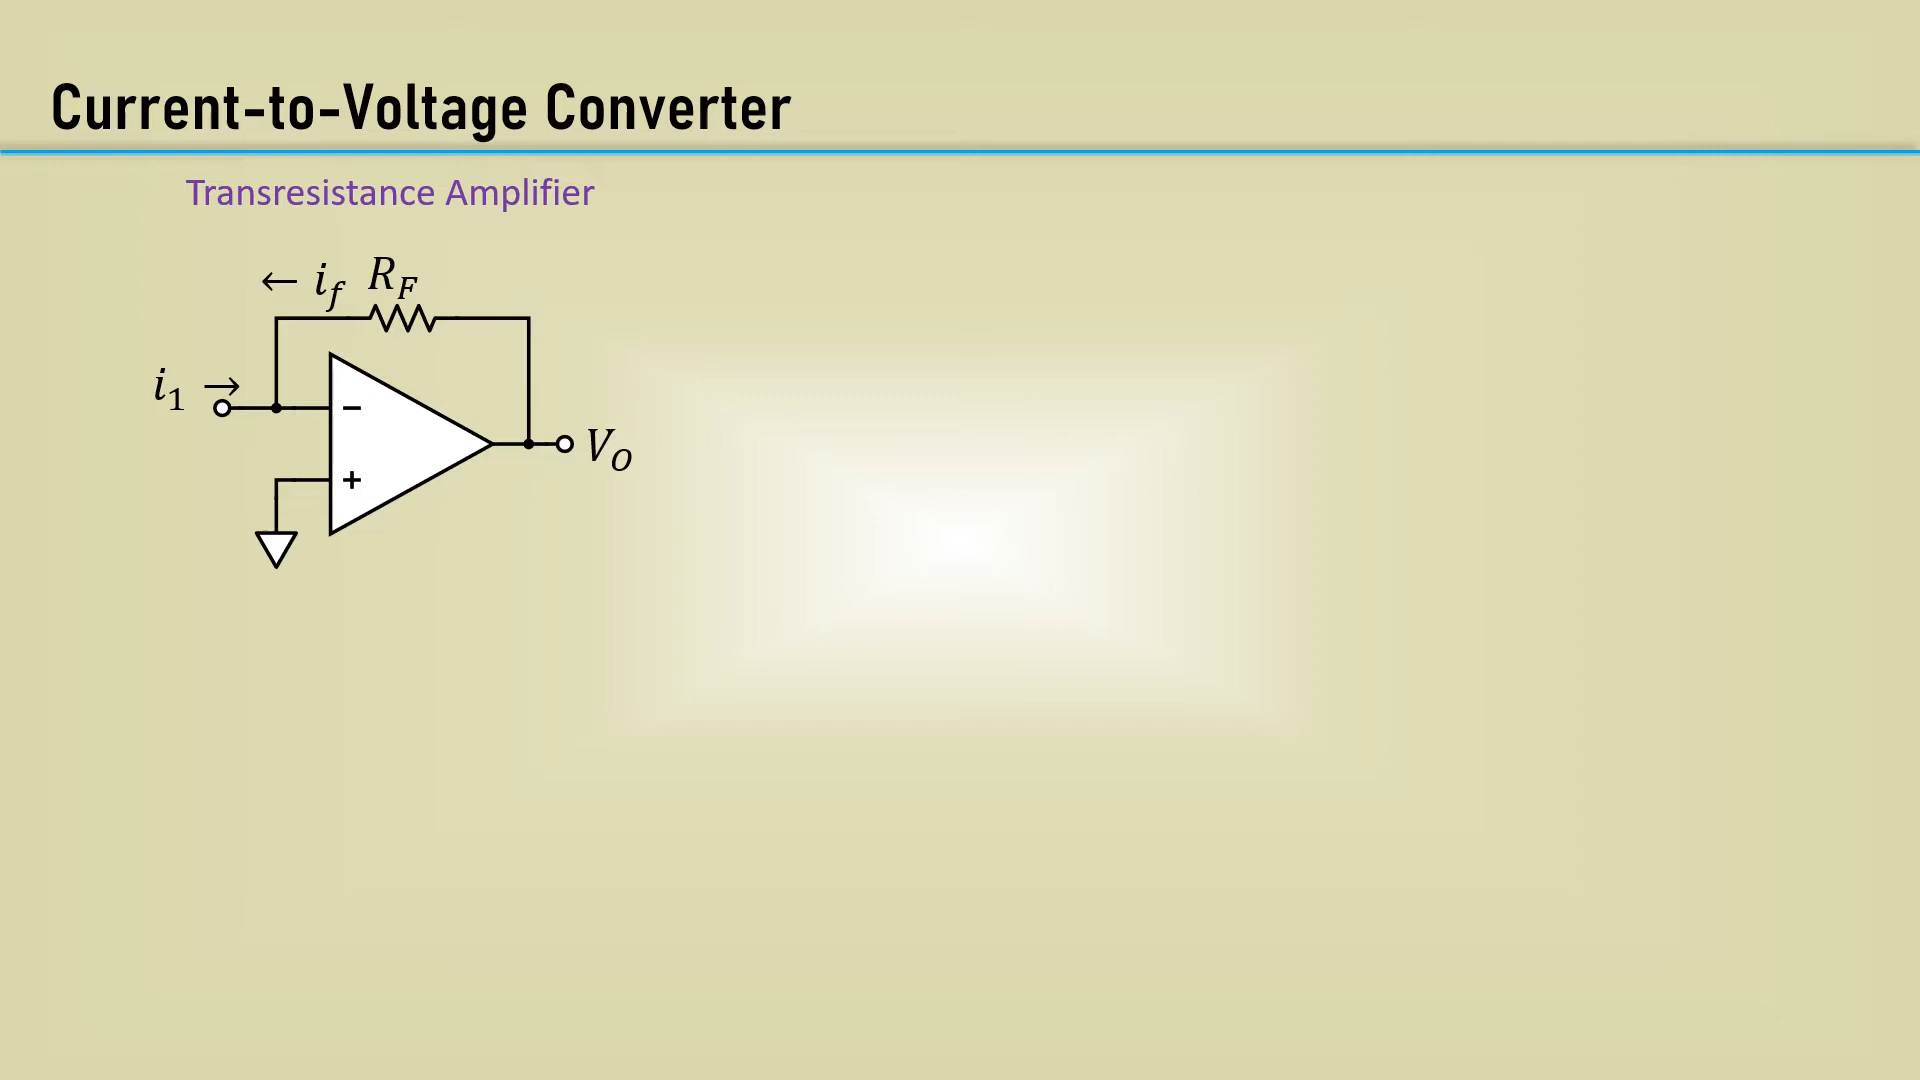 Current-to-Voltage Converter
Transresistance Amplifier
← i_f R_F
i_1 →
−
V_O
+